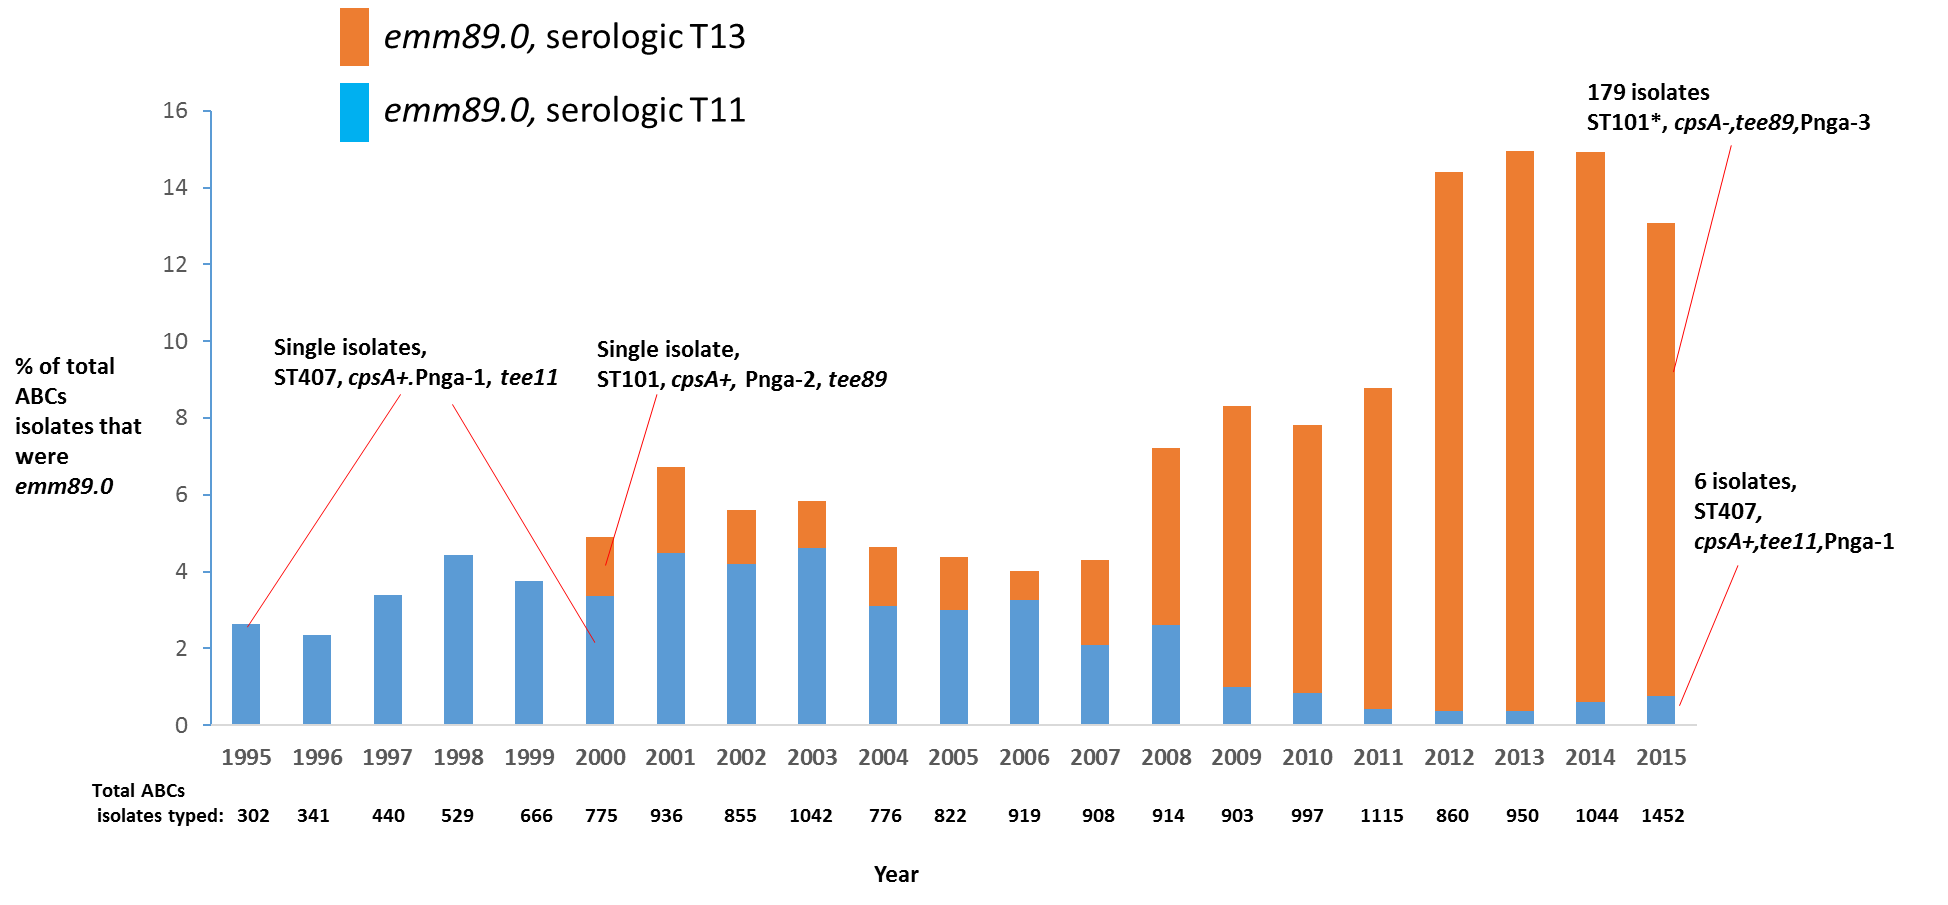 emm89.0, serologic T13
emm89.0, serologic T11
179 isolates
ST101*, cpsA-,tee89,Pnga-3
Single isolates,
ST407, cpsA+.Pnga-1, tee11
Single isolate,
ST101, cpsA+, Pnga-2, tee89
6 isolates,
ST407,
cpsA+,tee11,Pnga-1
% of total
ABCs
isolates that
were
emm89.0
16
14
12
10
8
6
4
2
0
1995 1996 1997 1998 1999 2000 2001 2002 2003 2004 2005 2006 2007 2008 2009 2010 2011 2012 2013 2014 2015
Total ABCs
isolates typed: 302 341 440 529 666 775 936 855 1042 776 822 919 908 914 903 997 1115 860 950 1044 1452
Year